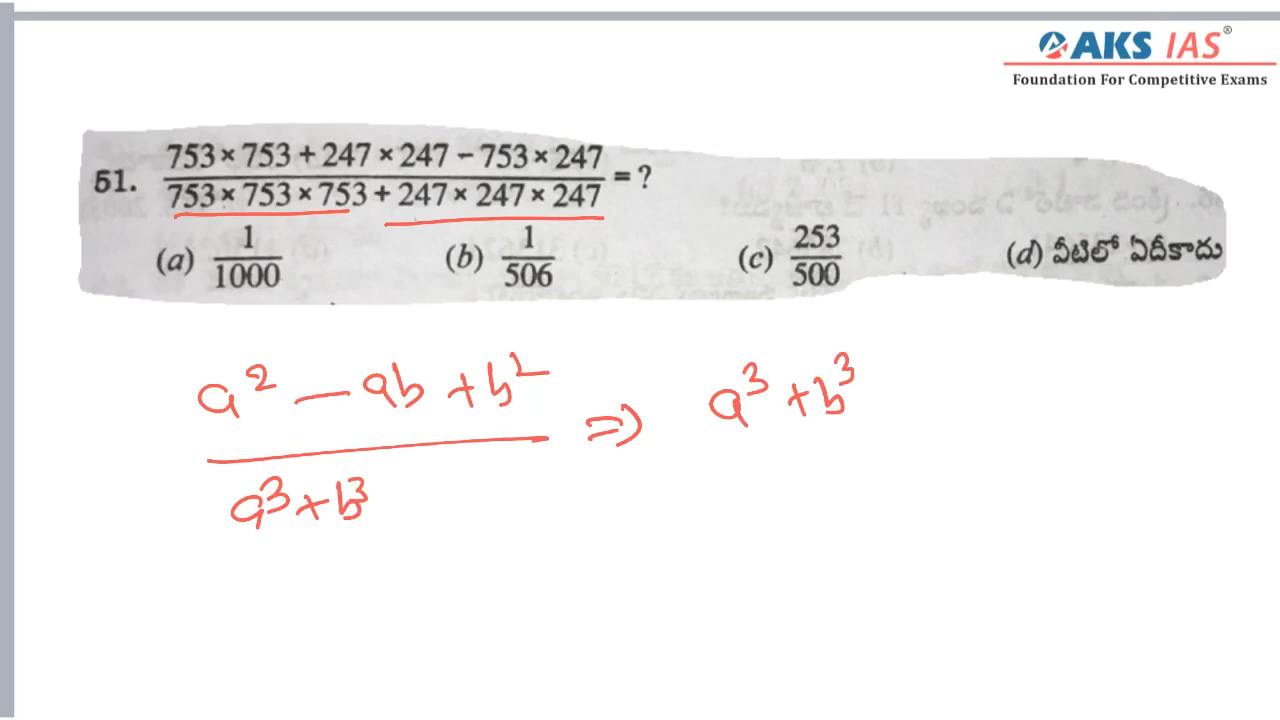 AKS IAS®
Foundation For Competitive Exams
753 × 753 + 247 × 247 − 753 × 247
51. = ?
753 × 753 × 753 + 247 × 247 × 247
(a) 1/1000 (b) 1/506 (c) 253/500 (d) వీటిలో ఏదీకాదు
a² − ab + b²
⇒ a³ + b³
a³ + b³